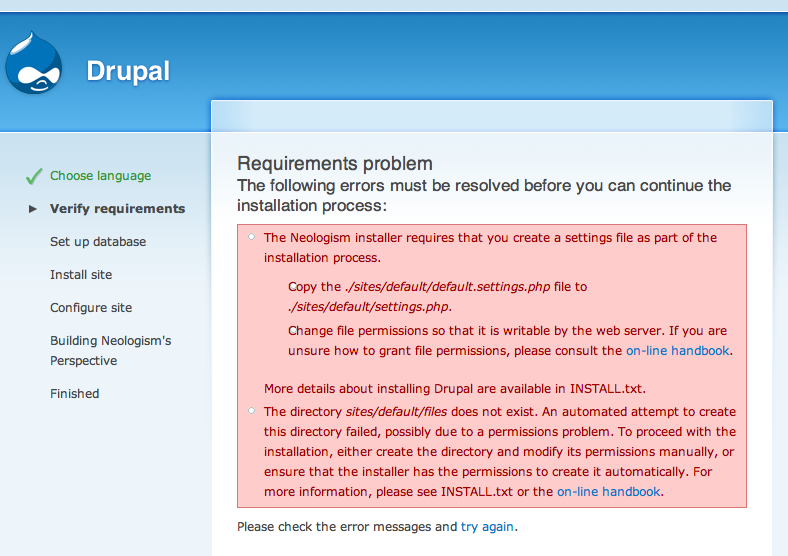 Drupal
Choose language
Verify requirements
Set up database
Install site
Configure site
Building Neologism's
Perspective
Finished
Requirements problem
The following errors must be resolved before you can continue the
installation process:
The Neologism installer requires that you create a settings file as part of the
installation process.
Copy the ./sites/default/default.settings.php file to
./sites/default/settings.php.
Change file permissions so that it is writable by the web server. If you are
unsure how to grant file permissions, please consult the on-line handbook.
More details about installing Drupal are available in INSTALL.txt.
The directory sites/default/files does not exist. An automated attempt to create
this directory failed, possibly due to a permissions problem. To proceed with the
installation, either create the directory and modify its permissions manually, or
ensure that the installer has the permissions to create it automatically. For
more information, please see INSTALL.txt or the on-line handbook.
Please check the error messages and try again.